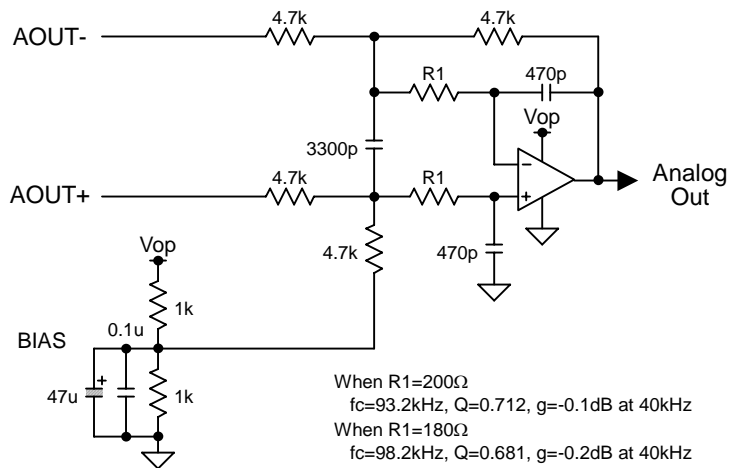 4.7k
4.7k
AOUT-
R1
470p
Vop
3300p
−
4.7k
R1
Analog
Out
AOUT+
+
Vop
4.7k
470p
1k
0.1u
BIAS
+
47u
1k
When R1=200Ω
fc=93.2kHz, Q=0.712, g=-0.1dB at 40kHz
When R1=180Ω
fc=98.2kHz, Q=0.681, g=-0.2dB at 40kHz